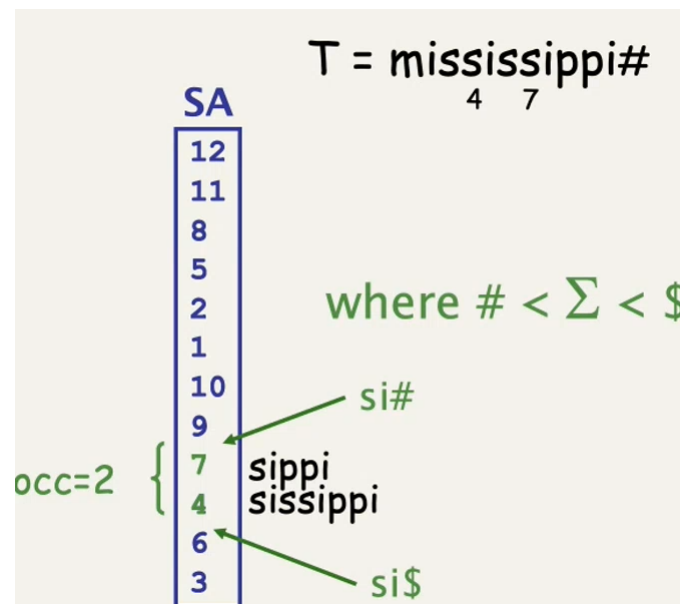 T = mississippi#
4 7
SA
12
11
8
5
2
1
10
9
7
4
6
3
where # < Σ < $
si#
occ=2
sippi
sissippi
si$